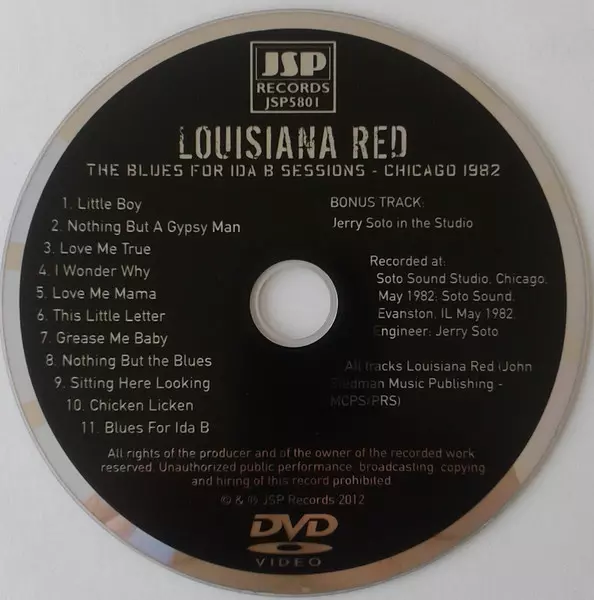 JSP
RECORDS
JSP5801
LOUISIANA RED
THE BLUES FOR IDA B SESSIONS - CHICAGO 1982
1. Little Boy
2. Nothing But A Gypsy Man
3. Love Me True
4. I Wonder Why
5. Love Me Mama
6. This Little Letter
7. Grease Me Baby
8. Nothing But the Blues
9. Sitting Here Looking
10. Chicken Licken
11. Blues For Ida B
BONUS TRACK:
Jerry Soto in the Studio
Recorded at:
Soto Sound Studio, Chicago,
May 1982; Soto Sound,
Evanston, IL May 1982.
Engineer: Jerry Soto
All tracks Louisiana Red (John
Stedman Music Publishing -
MCPS/PRS)
All rights of the producer and of the owner of the recorded work
reserved. Unauthorized public performance, broadcasting, copying
and hiring of this record prohibited.
© & ℗ JSP Records 2012
DVD
VIDEO